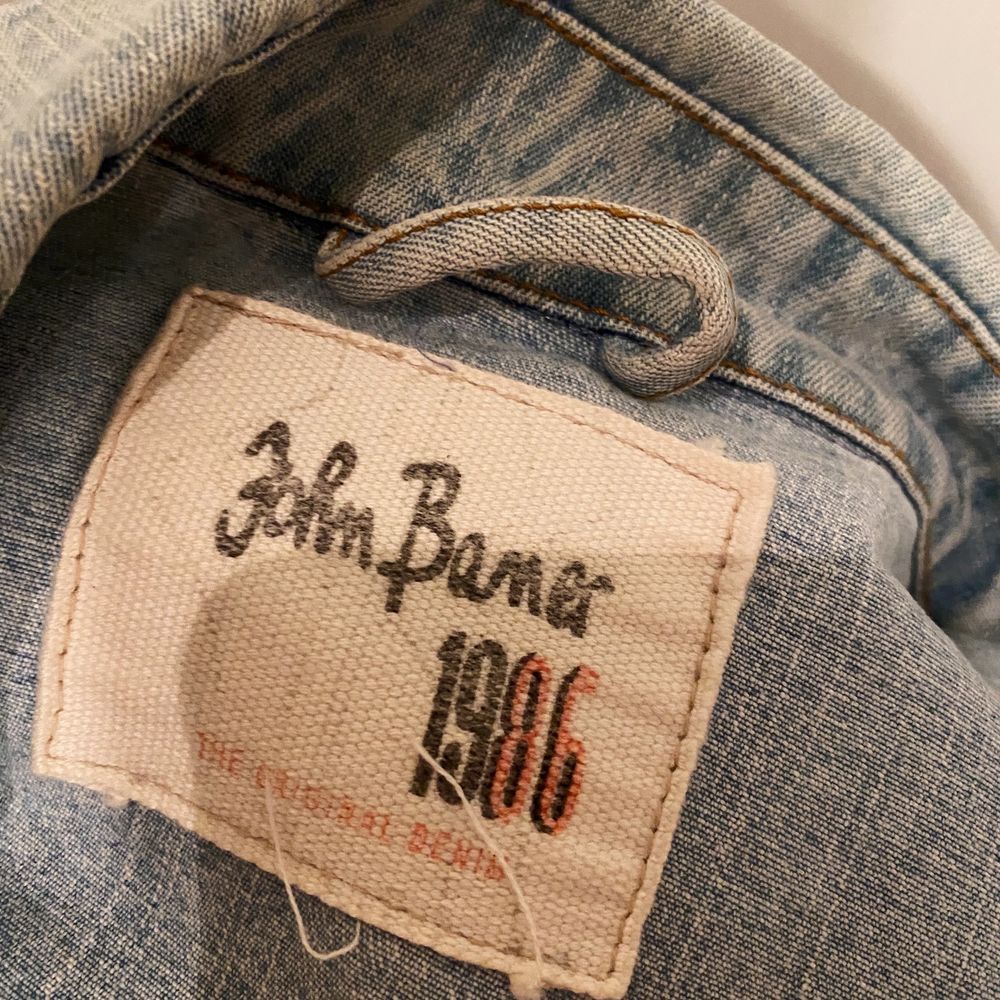 John Baner
1986
THE ORIGINAL DENIM